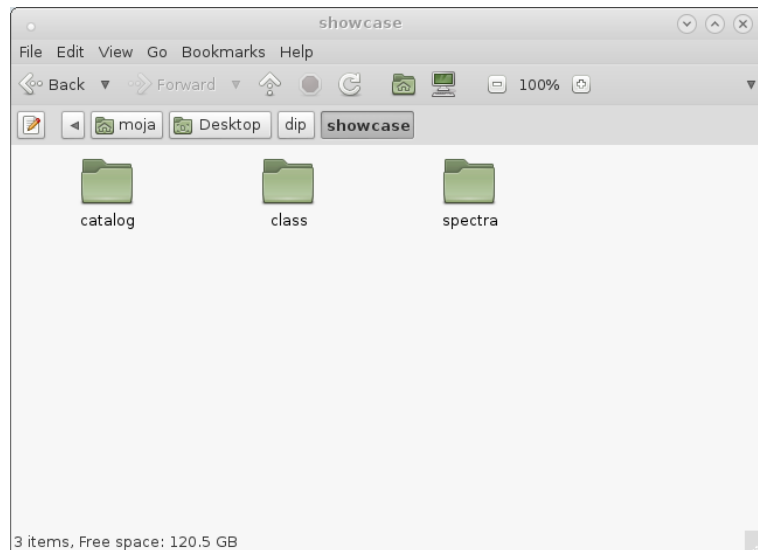 showcase
File Edit View Go Bookmarks Help
Back Forward 100%
moja Desktop dip showcase
catalog class spectra
3 items, Free space: 120.5 GB